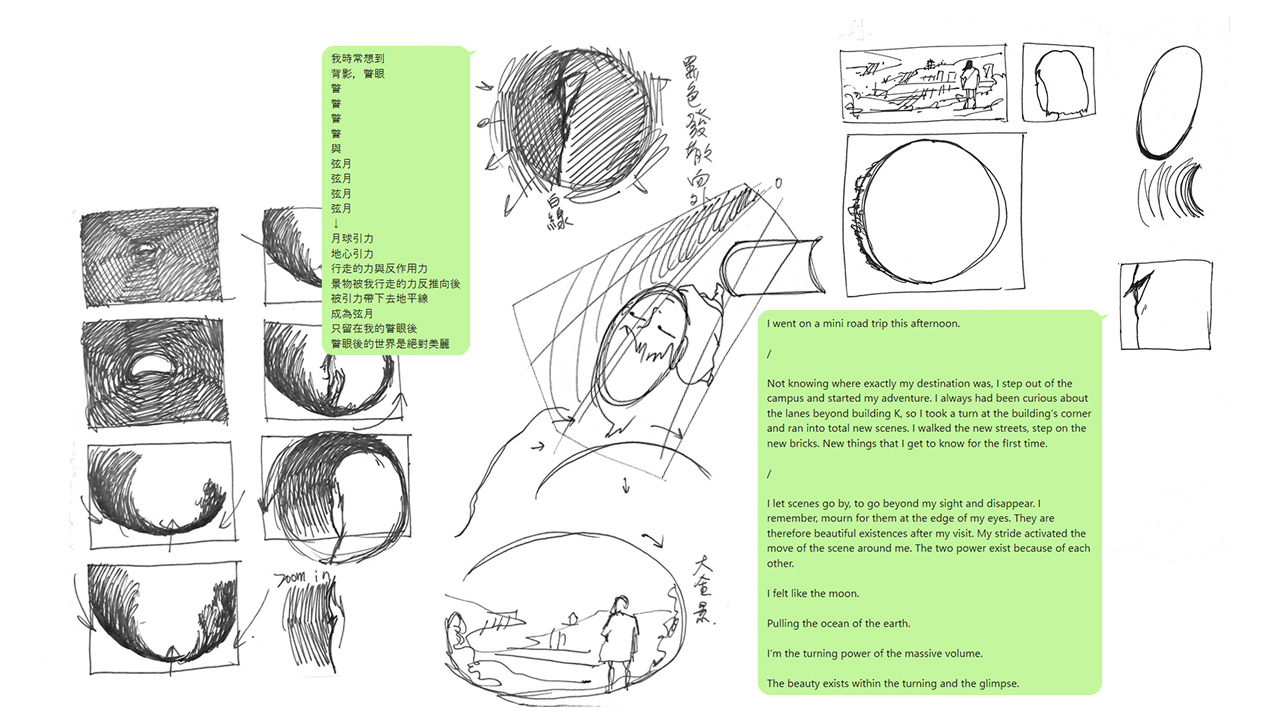 我時常想到
背影，瞥眼
瞥
瞥
瞥
瞥
與
弦月
弦月
弦月
弦月
↓
月球引力
地心引力
行走的力與反作用力
景物被我行走的力反推向後
被引力帶下去地平線
成為弦月
只留在我的瞥眼後
瞥眼後的世界是絕對美麗
色發散向外
白線
I went on a mini road trip this afternoon.
/
Not knowing where exactly my destination was, I step out of the
campus and started my adventure. I always had been curious about
the lanes beyond building K, so I took a turn at the building's corner
and ran into total new scenes. I walked the new streets, step on the
new bricks. New things that I get to know for the first time.
/
I let scenes go by, to go beyond my sight and disappear. I
remember, mourn for them at the edge of my eyes. They are
therefore beautiful existences after my visit. My stride activated the
move of the scene around me. The two power exist because of each
other.
I felt like the moon.
Pulling the ocean of the earth.
I'm the turning power of the massive volume.
The beauty exists within the turning and the glimpse.
zoom in
大全景.